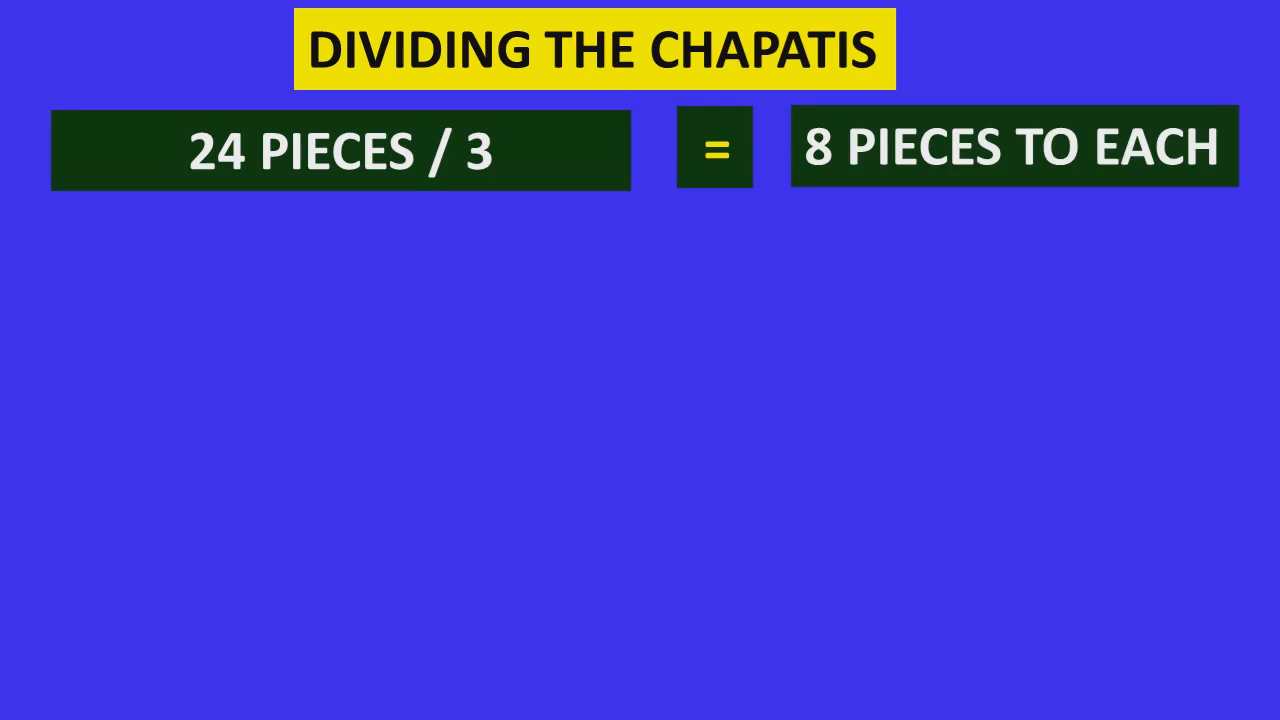 DIVIDING THE CHAPATIS
24 PIECES / 3 = 8 PIECES TO EACH